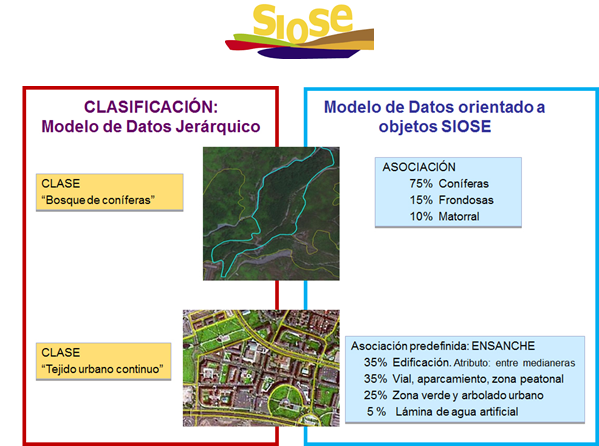 SIOSE
CLASIFICACIÓN:
Modelo de Datos Jerárquico
CLASE
“Bosque de coníferas”
CLASE
“Tejido urbano continuo”
Modelo de Datos orientado a
objetos SIOSE
ASOCIACIÓN
75% Coníferas
15% Frondosas
10% Matorral
Asociación predefinida: ENSANCHE
35% Edificación. Atributo: entre medianeras
35% Vial, aparcamiento, zona peatonal
25% Zona verde y arbolado urbano
5 % Lámina de agua artificial